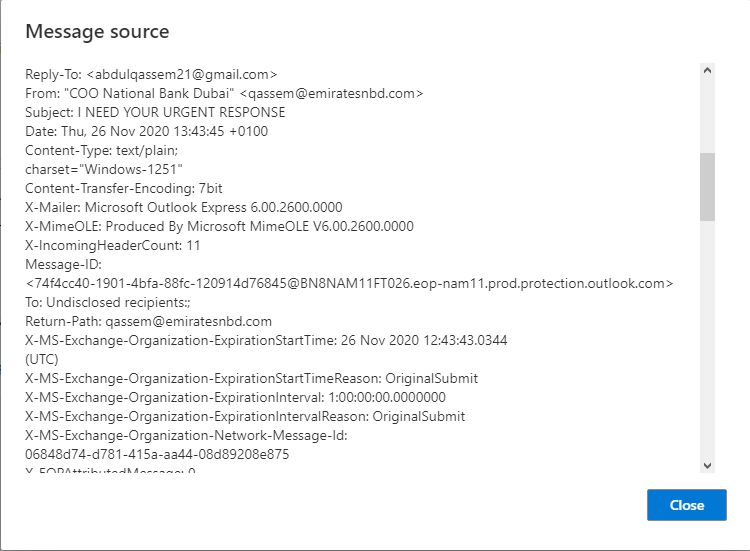 Message source
Reply-To: <abdulqassem21@gmail.com>
From: "COO National Bank Dubai" <qassem@emiratesnbd.com>
Subject: I NEED YOUR URGENT RESPONSE
Date: Thu, 26 Nov 2020 13:43:45 +0100
Content-Type: text/plain;
charset="Windows-1251"
Content-Transfer-Encoding: 7bit
X-Mailer: Microsoft Outlook Express 6.00.2600.0000
X-MimeOLE: Produced By Microsoft MimeOLE V6.00.2600.0000
X-IncomingHeaderCount: 11
Message-ID:
<74f4cc40-1901-4bfa-88fc-120914d76845@BN8NAM11FT026.eop-nam11.prod.protection.outlook.com>
To: Undisclosed recipients:;
Return-Path: qassem@emiratesnbd.com
X-MS-Exchange-Organization-ExpirationStartTime: 26 Nov 2020 12:43:43.0344
(UTC)
X-MS-Exchange-Organization-ExpirationStartTimeReason: OriginalSubmit
X-MS-Exchange-Organization-ExpirationInterval: 1:00:00:00.0000000
X-MS-Exchange-Organization-ExpirationIntervalReason: OriginalSubmit
X-MS-Exchange-Organization-Network-Message-Id:
06848d74-d781-415a-aa44-08d89208e875
X-EOPAttributedMessage: 0
Close